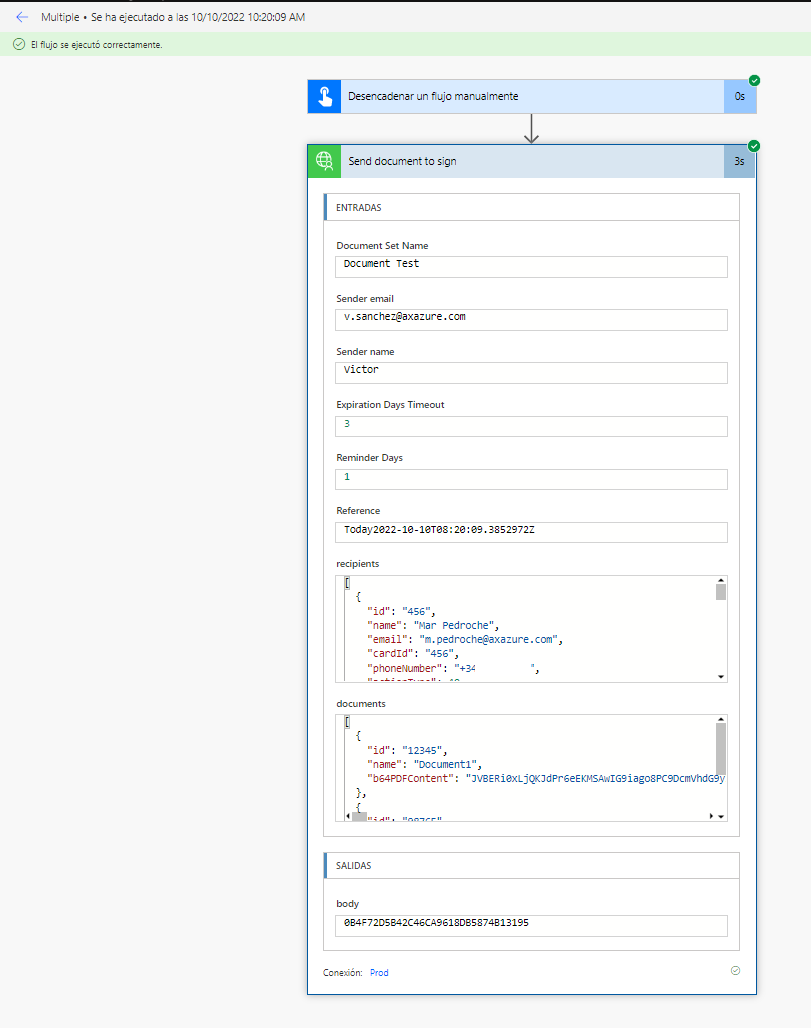 Multiple • Se ha ejecutado a las 10/10/2022 10:20:09 AM
El flujo se ejecutó correctamente.
Desencadenar un flujo manualmente
0s
Send document to sign
3s
ENTRADAS
Document Set Name
Document Test
Sender email
v.sanchez@axazure.com
Sender name
Victor
Expiration Days Timeout
3
Reminder Days
1
Reference
Today2022-10-10T08:20:09.3852972Z
recipients
[
{
"id": "456",
"name": "Mar Pedroche",
"email": "m.pedroche@axazure.com",
"cardId": "456",
"phoneNumber": "+34 ",
documents
[
{
"id": "12345",
"name": "Document1",
"b64PDFContent": "JVBERi0xLjQKJdPr6eEKMSAwIG9iago8PC9DcmVhdG9y
},
{
"id": "98765",
SALIDAS
body
0B4F72D5B42C46CA9618DB5874B13195
Conexión: Prod